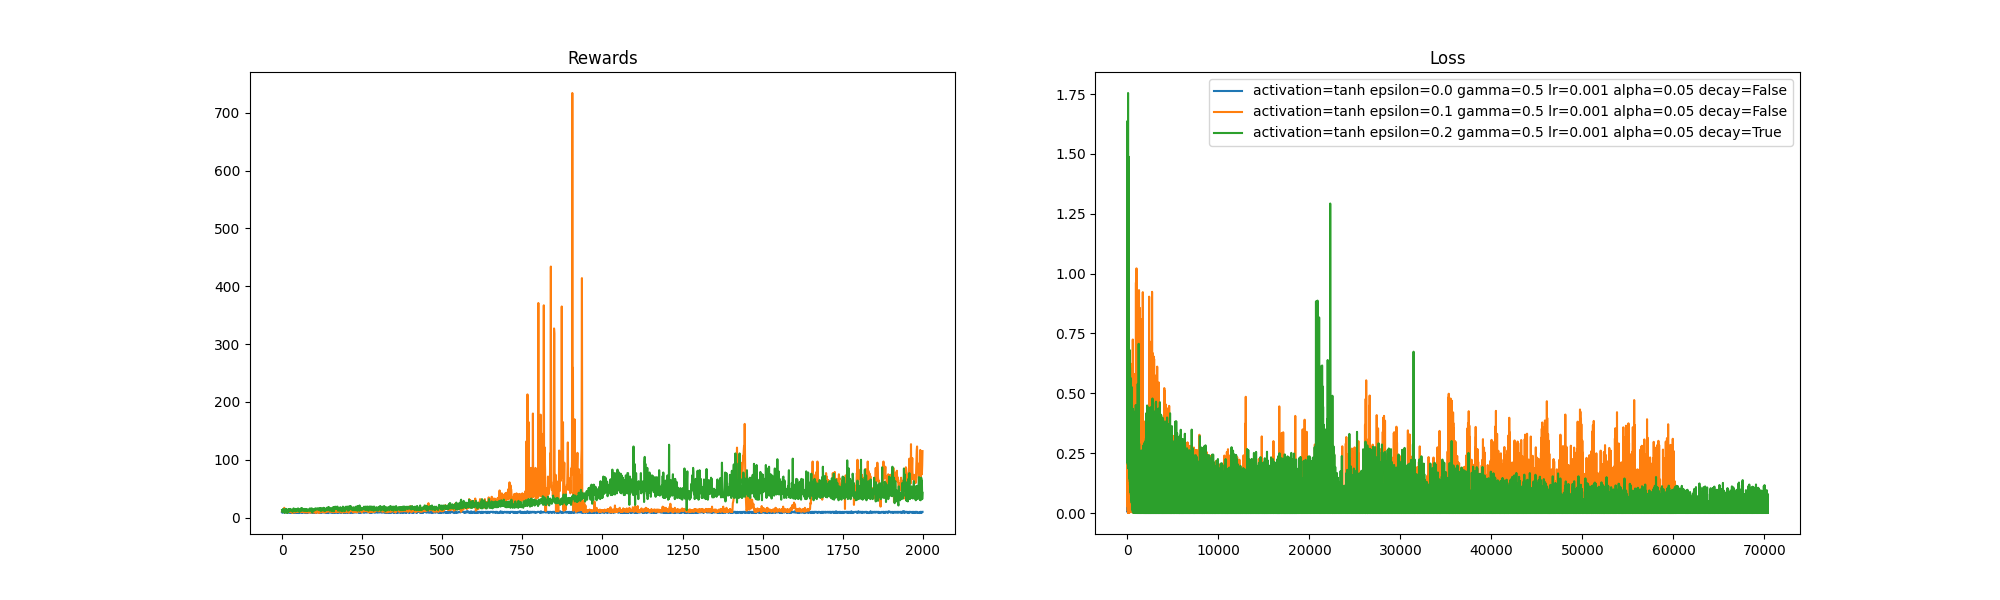 Rewards
700
600
500
400
300
200
100
0
0 250 500 750 1000 1250 1500 1750 2000
Loss
activation=tanh epsilon=0.0 gamma=0.5 lr=0.001 alpha=0.05 decay=False
activation=tanh epsilon=0.1 gamma=0.5 lr=0.001 alpha=0.05 decay=False
activation=tanh epsilon=0.2 gamma=0.5 lr=0.001 alpha=0.05 decay=True
1.75
1.50
1.25
1.00
0.75
0.50
0.25
0.00
0 10000 20000 30000 40000 50000 60000 70000